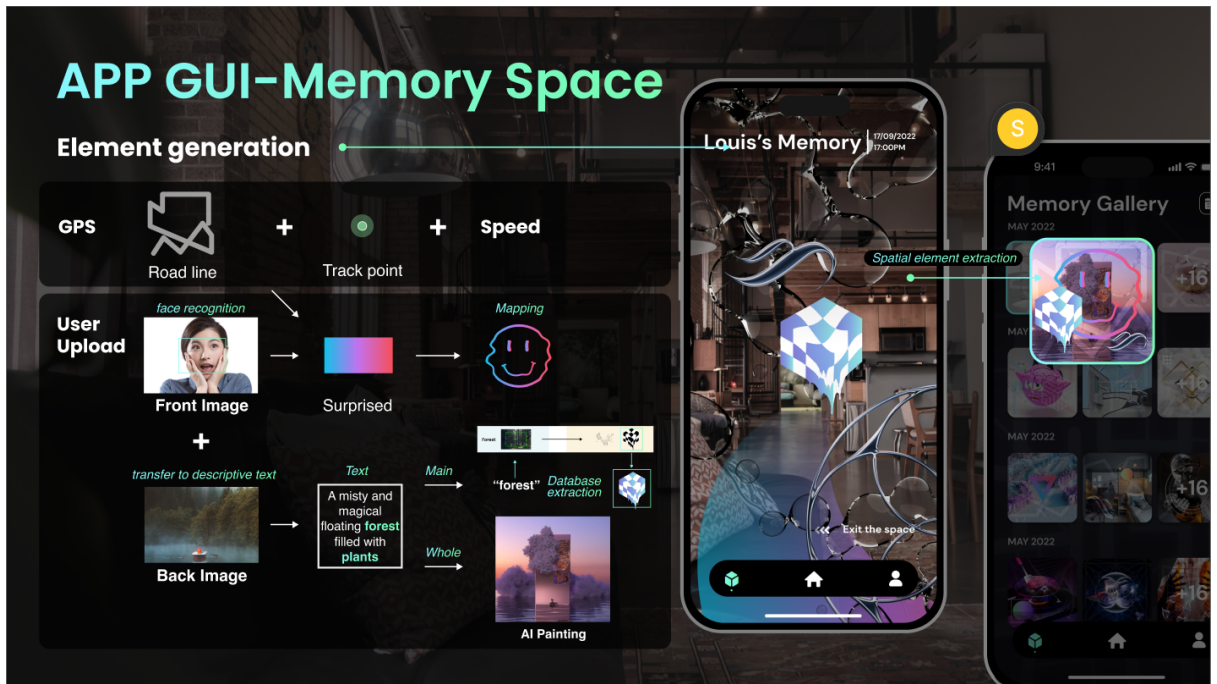 APP GUI-Memory Space
Element generation
GPS
+
+
Speed
Road line
Track point
User
Upload
face recognition
Mapping
Front Image
Surprised
+
transfer to descriptive text
Back Image
Text
A misty and
magical
floating forest
filled with
plants
Main
Whole
forest
“forest”
Database
extraction
AI Painting
Louis's Memory
17/09/2022
17:00PM
Exit the space
Spatial element extraction
S
9:41
Memory Gallery
MAY 2022
+16
MAY
+16
MAY 2022
+16
MAY 2022
+16